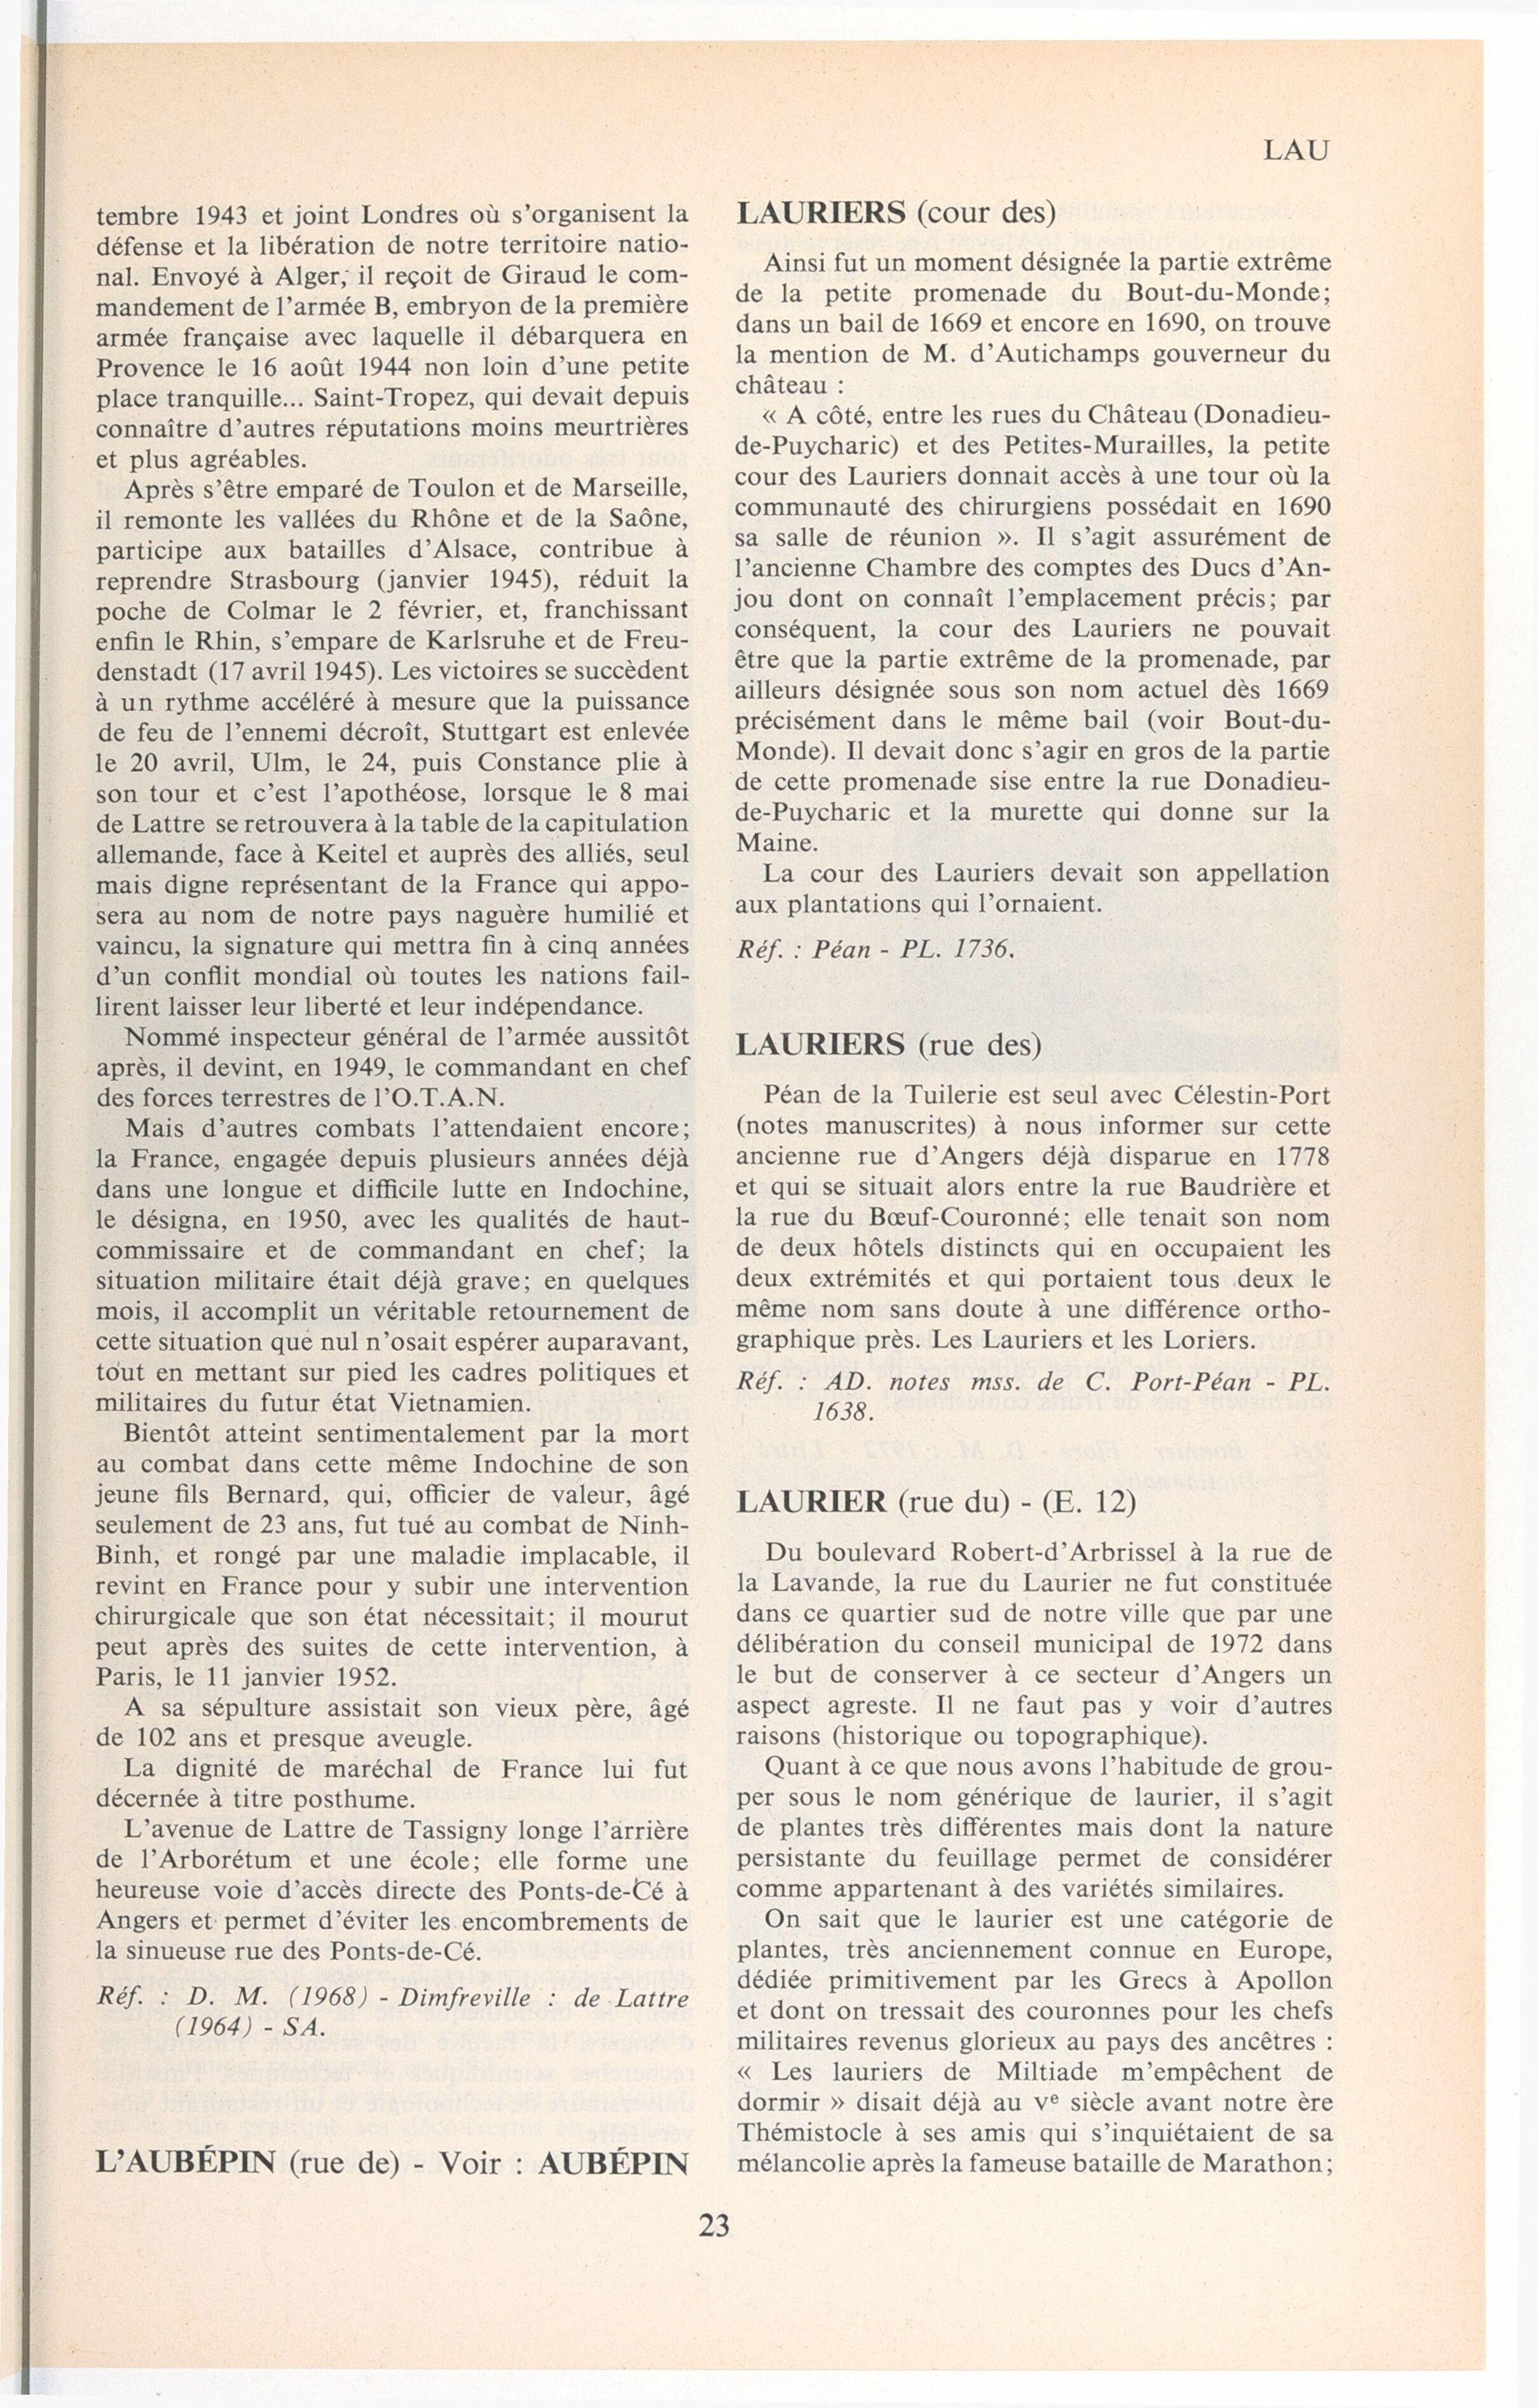 LAU
tembre 1943 et joint Londres où s'organisent la
défense et la libération de notre territoire natio-
nal. Envoyé à Alger, il reçoit de Giraud le com-
mandement de l'armée B, embryon de la première
armée française avec laquelle il débarquera en
Provence le 16 août 1944 non loin d'une petite
place tranquille... Saint-Tropez, qui devait depuis
connaître d'autres réputations moins meurtrières
et plus agréables.
Après s'être emparé de Toulon et de Marseille,
il remonte les vallées du Rhône et de la Saône,
participe aux batailles d'Alsace, contribue à
reprendre Strasbourg (janvier 1945), réduit la
poche de Colmar le 2 février, et, franchissant
enfin le Rhin, s'empare de Karlsruhe et de Freu-
denstadt (17 avril 1945). Les victoires se succèdent
à un rythme accéléré à mesure que la puissance
de feu de l'ennemi décroît, Stuttgart est enlevée
le 20 avril, Ulm, le 24, puis Constance plie à
son tour et c'est l'apothéose, lorsque le 8 mai
de Lattre se retrouvera à la table de la capitulation
allemande, face à Keitel et auprès des alliés, seul
mais digne représentant de la France qui appo-
sera au nom de notre pays naguère humilié et
vaincu, la signature qui mettra fin à cinq années
d'un conflit mondial où toutes les nations fail-
lirent laisser leur liberté et leur indépendance.
Nommé inspecteur général de l'armée aussitôt
après, il devint, en 1949, le commandant en chef
des forces terrestres de l'O.T.A.N.
Mais d'autres combats l'attendaient encore;
la France, engagée depuis plusieurs années déjà
dans une longue et difficile lutte en Indochine,
le désigna, en 1950, avec les qualités de haut-
commissaire et de commandant en chef; la
situation militaire était déjà grave; en quelques
mois, il accomplit un véritable retournement de
cette situation que nul n'osait espérer auparavant,
tout en mettant sur pied les cadres politiques et
militaires du futur état Vietnamien.
Bientôt atteint sentimentalement par la mort
au combat dans cette même Indochine de son
jeune fils Bernard, qui, officier de valeur, âgé
seulement de 23 ans, fut tué au combat de Ninh-
Binh, et rongé par une maladie implacable, il
revint en France pour y subir une intervention
chirurgicale que son état nécessitait; il mourut
peut après des suites de cette intervention, à
Paris, le 11 janvier 1952.
A sa sépulture assistait son vieux père, âgé
de 102 ans et presque aveugle.
La dignité de maréchal de France lui fut
décernée à titre posthume.
L'avenue de Lattre de Tassigny longe l'arrière
de l'Arborétum et une école; elle forme une
heureuse voie d'accès directe des Ponts-de-Cé à
Angers et permet d'éviter les encombrements de
la sinueuse rue des Ponts-de-Cé.
Réf. : D. M. (1968) - Dimfreville : de Lattre
(1964) - SA.
L'AUBÉPIN (rue de) - Voir : AUBÉPIN
LAURIERS (cour des)
Ainsi fut un moment désignée la partie extrême
de la petite promenade du Bout-du-Monde;
dans un bail de 1669 et encore en 1690, on trouve
la mention de M. d'Autichamps gouverneur du
château :
« A côté, entre les rues du Château (Donadieu-
de-Puycharic) et des Petites-Murailles, la petite
cour des Lauriers donnait accès à une tour où la
communauté des chirurgiens possédait en 1690
sa salle de réunion ». Il s'agit assurément de
l'ancienne Chambre des comptes des Ducs d'An-
jou dont on connaît l'emplacement précis; par
conséquent, la cour des Lauriers ne pouvait
être que la partie extrême de la promenade, par
ailleurs désignée sous son nom actuel dès 1669
précisément dans le même bail (voir Bout-du-
Monde). Il devait donc s'agir en gros de la partie
de cette promenade sise entre la rue Donadieu-
de-Puycharic et la murette qui donne sur la
Maine.
La cour des Lauriers devait son appellation
aux plantations qui l'ornaient.
Réf. : Péan - PL. 1736.
LAURIERS (rue des)
Péan de la Tuilerie est seul avec Célestin-Port
(notes manuscrites) à nous informer sur cette
ancienne rue d'Angers déjà disparue en 1778
et qui se situait alors entre la rue Baudrière et
la rue du Bœuf-Couronné; elle tenait son nom
de deux hôtels distincts qui en occupaient les
deux extrémités et qui portaient tous deux le
même nom sans doute à une différence ortho-
graphique près. Les Lauriers et les Loriers.
Réf. : AD. notes mss. de C. Port-Péan - PL.
1638.
LAURIER (rue du) - (E. 12)
Du boulevard Robert-d'Arbrissel à la rue de
la Lavande, la rue du Laurier ne fut constituée
dans ce quartier sud de notre ville que par une
délibération du conseil municipal de 1972 dans
le but de conserver à ce secteur d'Angers un
aspect agreste. Il ne faut pas y voir d'autres
raisons (historique ou topographique).
Quant à ce que nous avons l'habitude de grou-
per sous le nom générique de laurier, il s'agit
de plantes très différentes mais dont la nature
persistante du feuillage permet de considérer
comme appartenant à des variétés similaires.
On sait que le laurier est une catégorie de
plantes, très anciennement connue en Europe,
dédiée primitivement par les Grecs à Apollon
et dont on tressait des couronnes pour les chefs
militaires revenus glorieux au pays des ancêtres :
« Les lauriers de Miltiade m'empêchent de
dormir » disait déjà au Vᵉ siècle avant notre ère
Thémistocle à ses amis qui s'inquiétaient de sa
mélancolie après la fameuse bataille de Marathon;
23